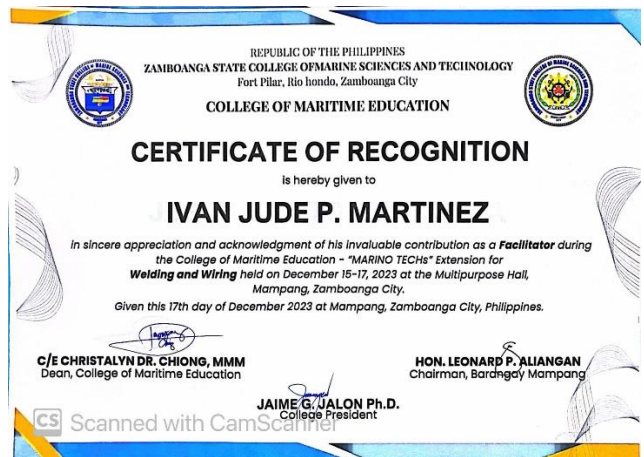 REPUBLIC OF THE PHILIPPINES
ZAMBOANGA STATE COLLEGE OFMARINE SCIENCES AND TECHNOLOGY
Fort Pilar, Rio hondo, Zamboanga City
COLLEGE OF MARITIME EDUCATION
CERTIFICATE OF RECOGNITION
is hereby given to
IVAN JUDE P. MARTINEZ
in sincere appreciation and acknowledgment of his invaluable contribution as a Facilitator during
the College of Maritime Education - "MARINO TECHs" Extension for
Welding and Wiring held on December 15-17, 2023 at the Multipurpose Hall,
Mampang, Zamboanga City.
Given this 17th day of December 2023 at Mampang, Zamboanga City, Philippines.
C/E CHRISTALYN DR. CHIONG, MMM
Dean, College of Maritime Education
HON. LEONARD P. ALIANGAN
Chairman, Barangay Mampang
JAIME G. JALON Ph.D.
College President
CS Scanned with CamScanner